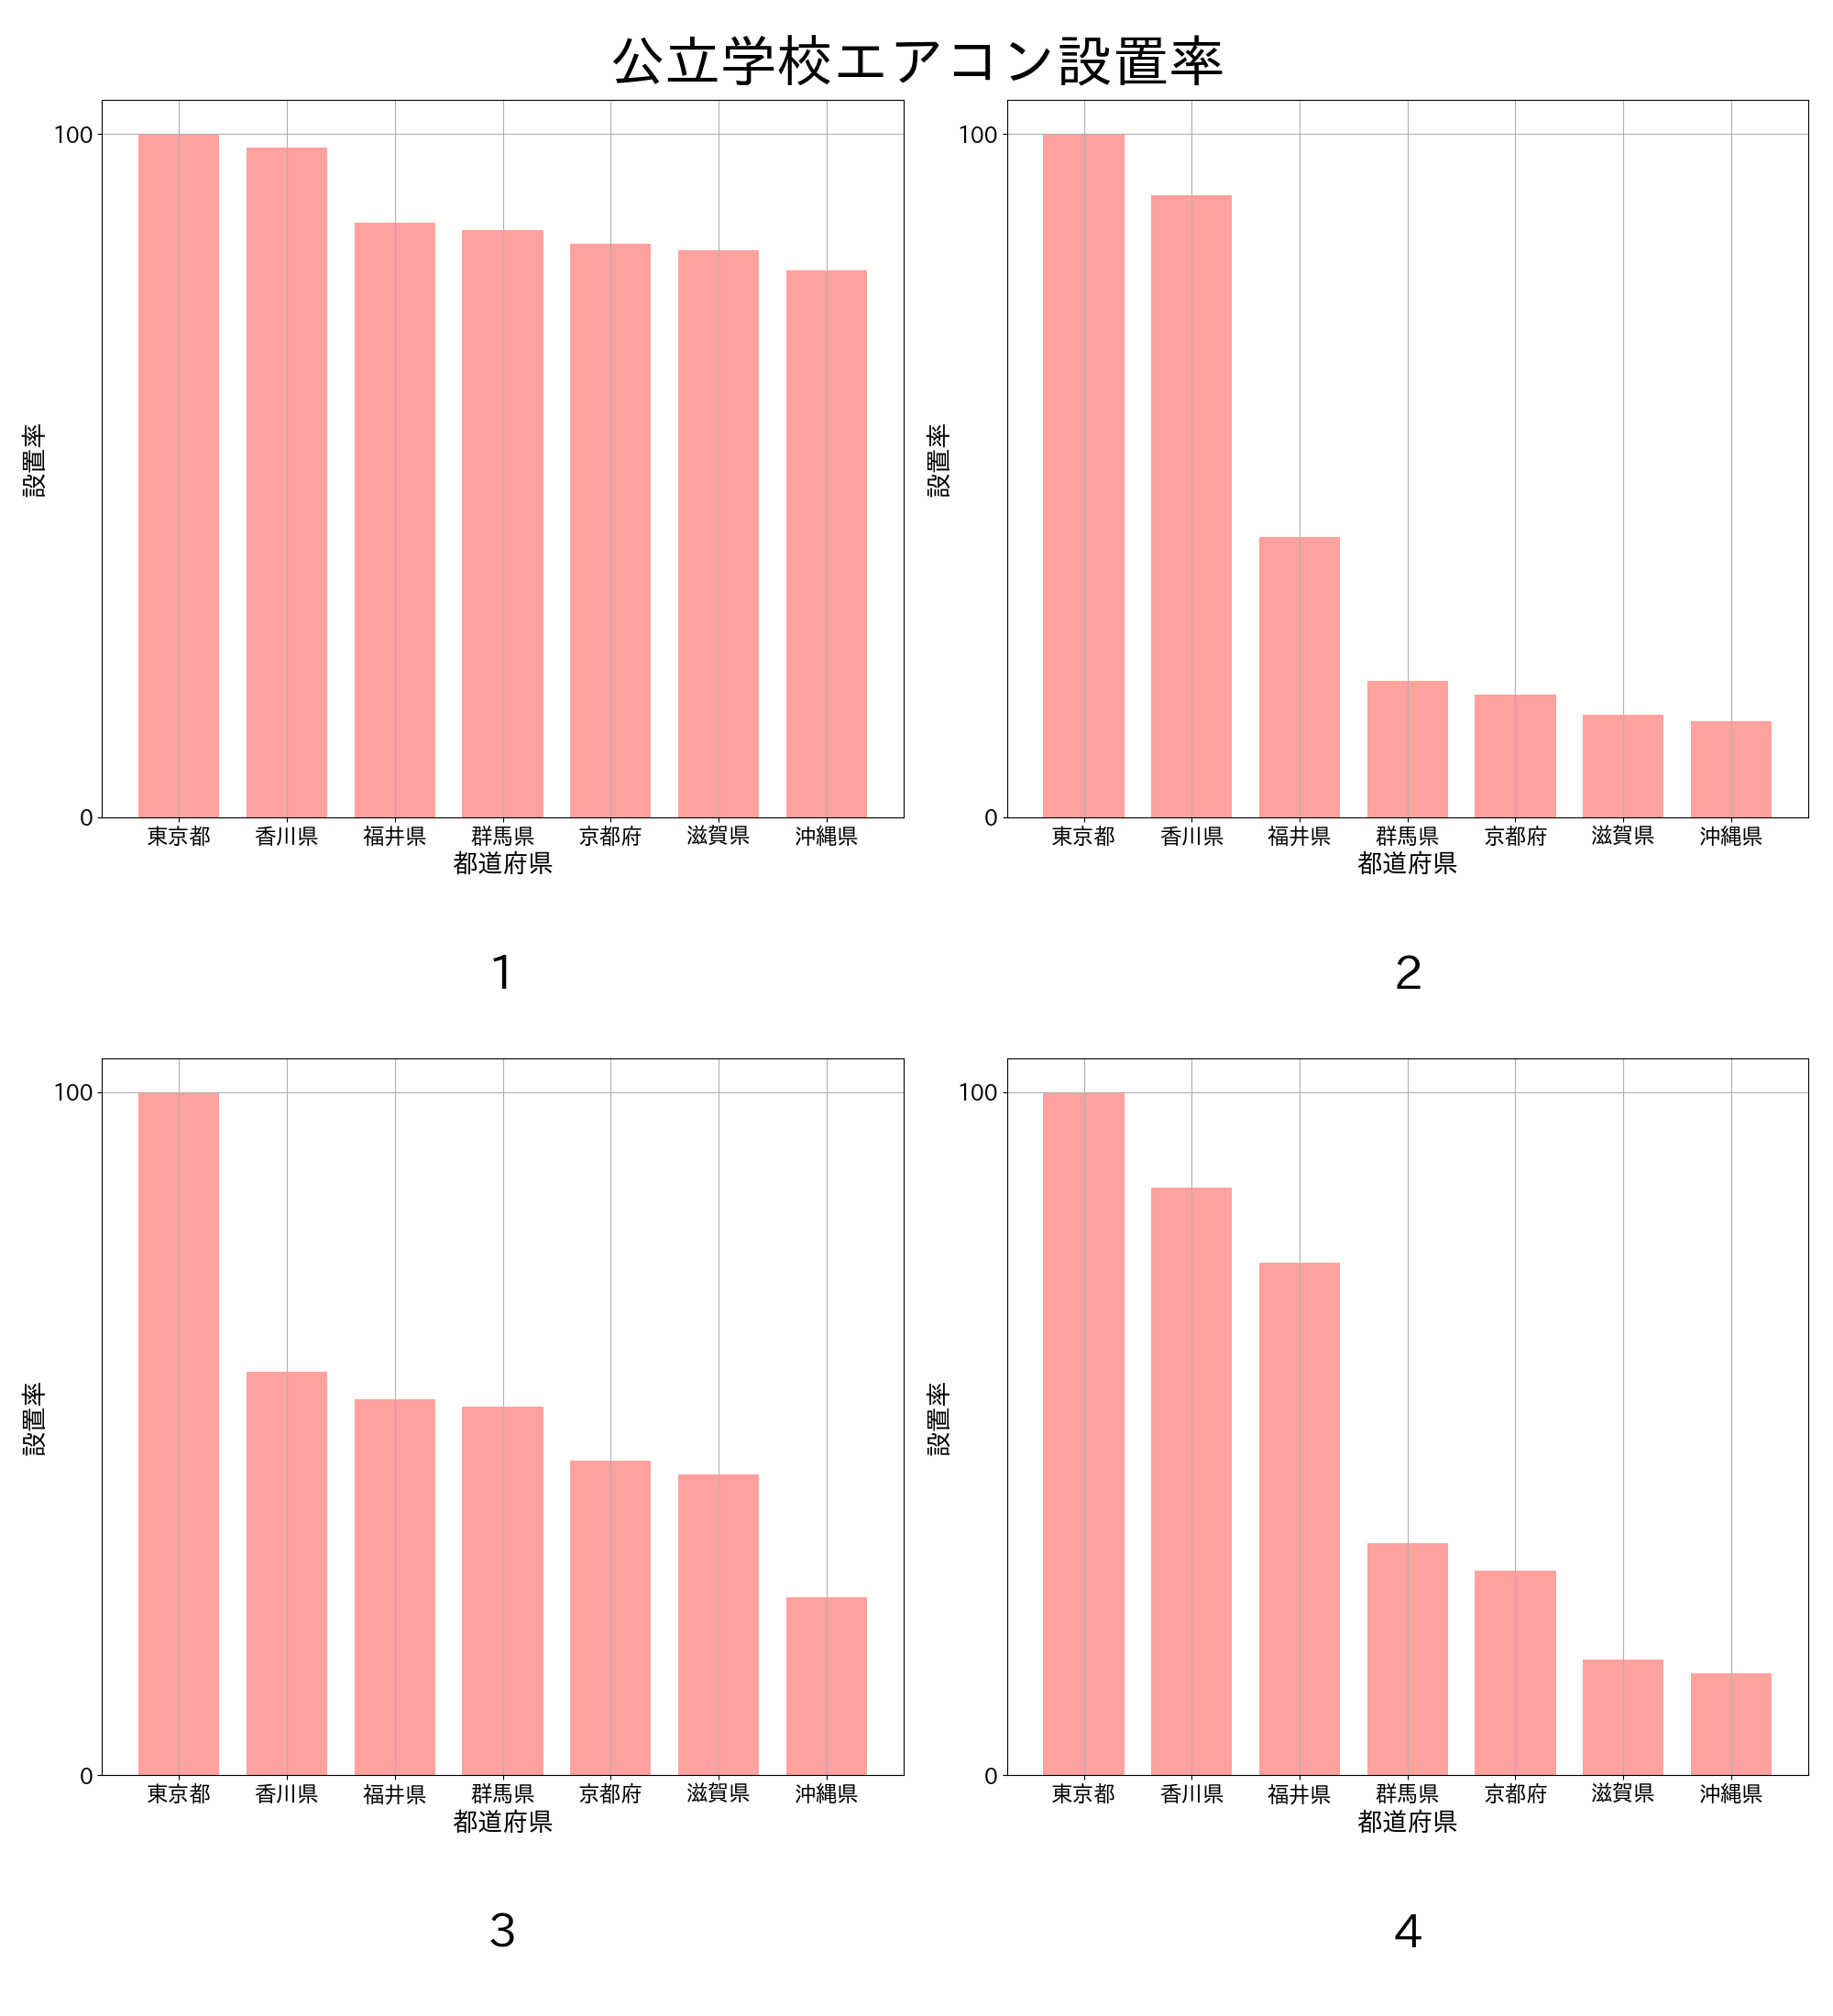 公立学校エアコン設置率
100
0
設置率
東京都 香川県 福井県 群馬県 京都府 滋賀県 沖縄県
都道府県
1
100
0
設置率
東京都 香川県 福井県 群馬県 京都府 滋賀県 沖縄県
都道府県
2
100
0
設置率
東京都 香川県 福井県 群馬県 京都府 滋賀県 沖縄県
都道府県
3
100
0
設置率
東京都 香川県 福井県 群馬県 京都府 滋賀県 沖縄県
都道府県
4